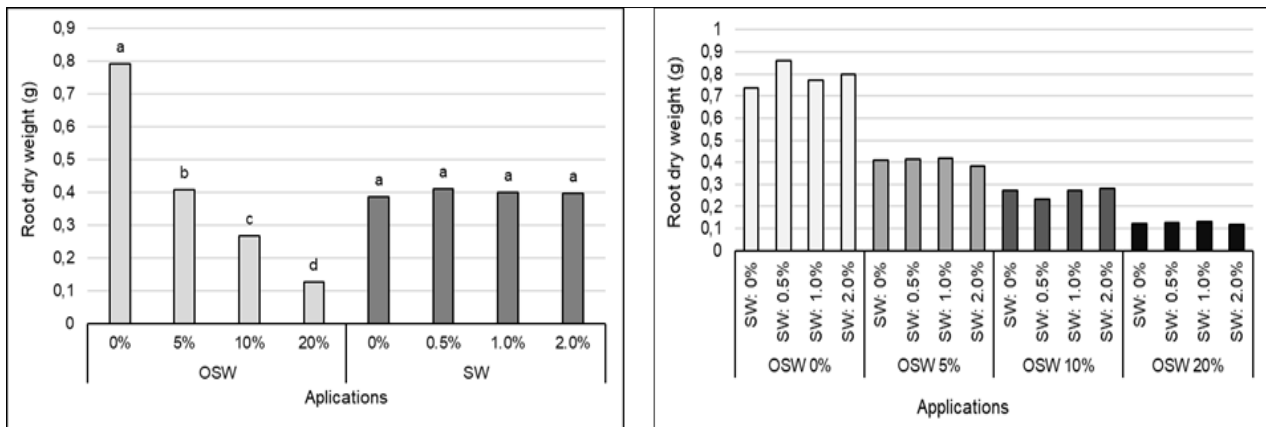 0,9
0,8
0,7
0,6
0,5
0,4
0,3
0,2
0,1
0
Root dry weight (g)
a
b
c
d
a
a
a
a
0% 5% 10% 20% 0% 0.5% 1.0% 2.0%
OSW SW
Aplications
1
0,9
0,8
0,7
0,6
0,5
0,4
0,3
0,2
0,1
0
Root dry weight (g)
SW: 0%
SW: 0.5%
SW: 1.0%
SW: 2.0%
SW: 0%
SW: 0.5%
SW: 1.0%
SW: 2.0%
SW: 0%
SW: 0.5%
SW: 1.0%
SW: 2.0%
SW: 0%
SW: 0.5%
SW: 1.0%
SW: 2.0%
OSW 0% OSW 5% OSW 10% OSW 20%
Applications